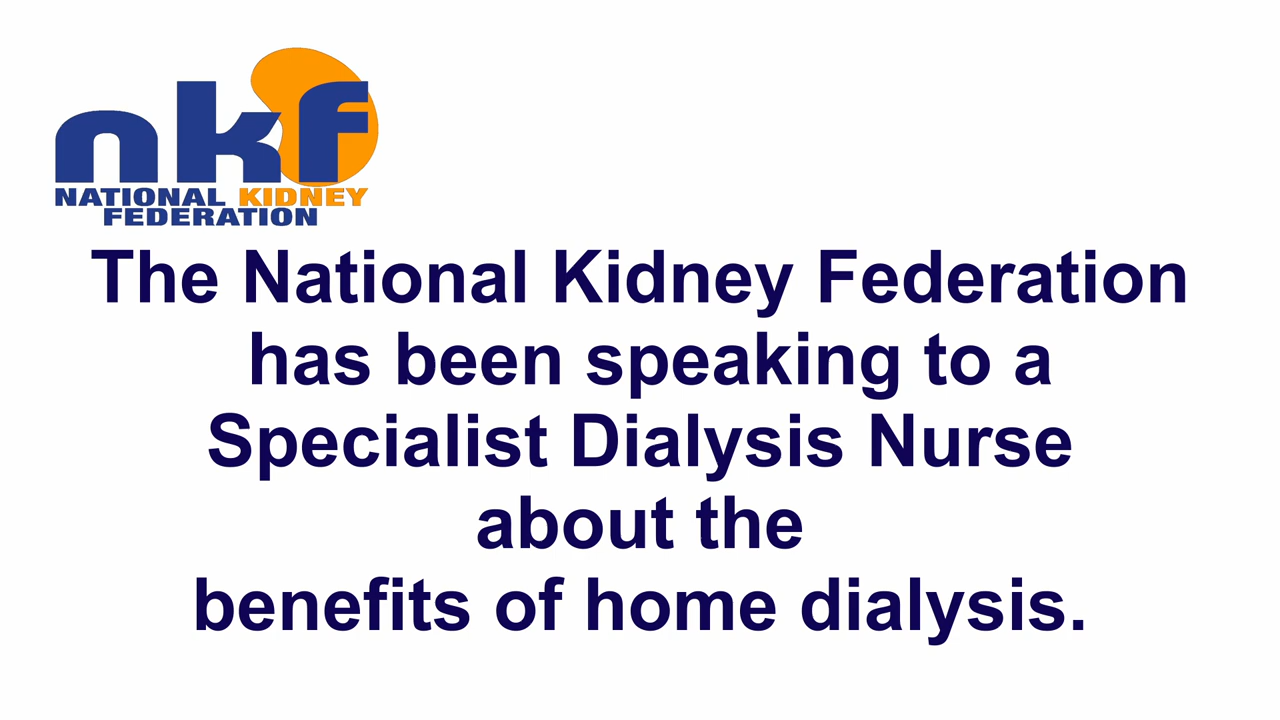 nkf
NATIONAL KIDNEY
FEDERATION
The National Kidney Federation
has been speaking to a
Specialist Dialysis Nurse
about the
benefits of home dialysis.